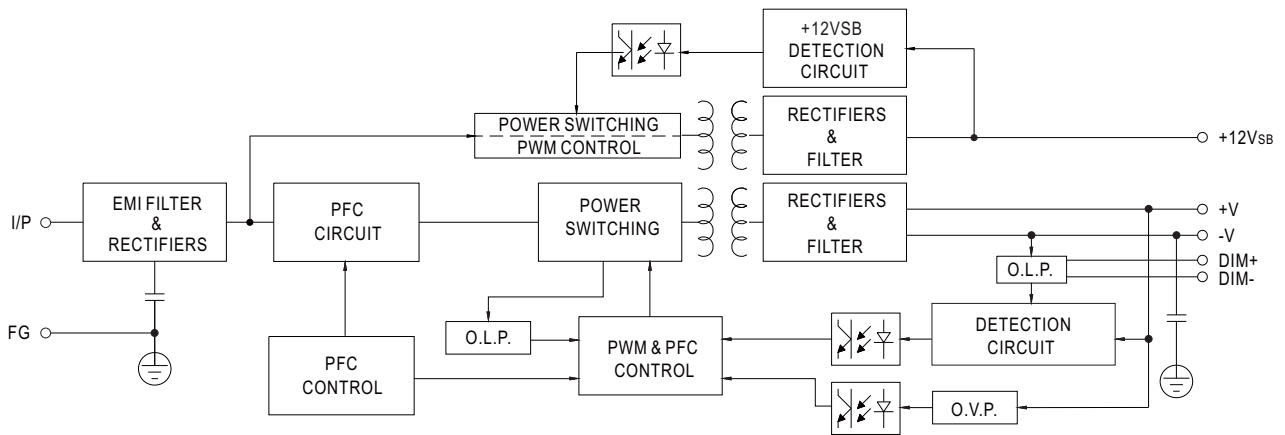 +12VSB
DETECTION
CIRCUIT
POWER SWITCHING
PWM CONTROL
RECTIFIERS
&
FILTER
+12VSB
I/P
EMI FILTER
&
RECTIFIERS
PFC
CIRCUIT
POWER
SWITCHING
RECTIFIERS
&
FILTER
+V
-V
O.L.P.
DIM+
DIM-
FG
O.L.P.
PFC
CONTROL
PWM & PFC
CONTROL
DETECTION
CIRCUIT
O.V.P.